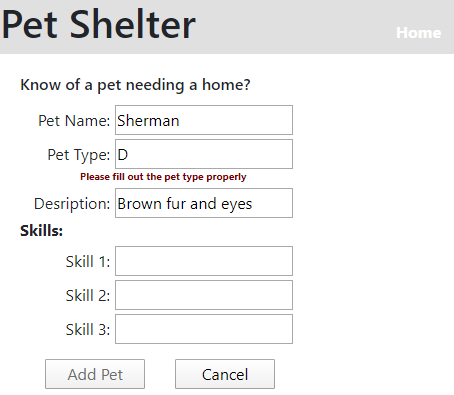 Pet Shelter
Home
Know of a pet needing a home?
Pet Name: Sherman
Pet Type: D
Please fill out the pet type properly
Desription: Brown fur and eyes
Skills:
Skill 1:
Skill 2:
Skill 3:
Add Pet Cancel